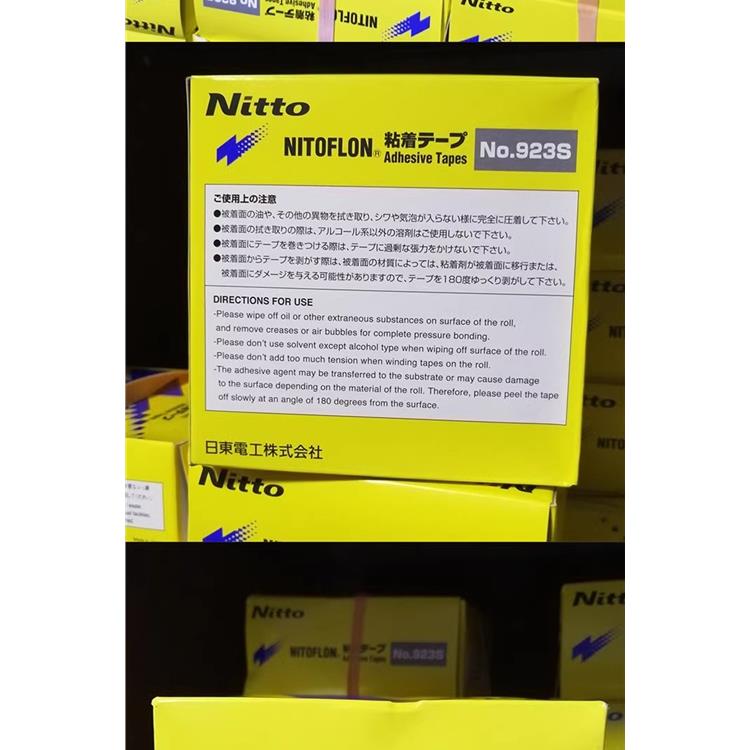 Nitto
No.923S 粘着テープ
Adhesive Tapes
Nitto
NITOFLON® 粘着テープ
Adhesive Tapes
No.923S
ご使用上の注意
●被着面の油や、その他の異物を拭き取り、シワや気泡が入らない様に完全に圧着して下さい。
●被着面の拭き取りの際は、アルコール系以外の溶剤はご使用しないで下さい。
●被着面にテープを巻きつける際は、テープに過剰な張力をかけないで下さい。
●被着面からテープを剥がす際は、被着面の材質によっては、粘着剤が被着面に移行または、
被着面にダメージを与える可能性がありますので、テープを180度ゆっくり剥がして下さい。
DIRECTIONS FOR USE
-Please wipe off oil or other extraneous substances on surface of the roll,
and remove creases or air bubbles for complete pressure bonding.
-Please don't use solvent except alcohol type when wiping off surface of the roll.
-Please don't add too much tension when winding tapes on the roll.
-The adhesive agent may be transferred to the substrate or may cause damage
to the surface depending on the material of the roll. Therefore, please peel the tape
off slowly at an angle of 180 degrees from the surface.
日東電工株式会社
Nitto
Nitto
NITOFLON® 粘着テープ
Adhesive Tapes
No.923S
Nitt